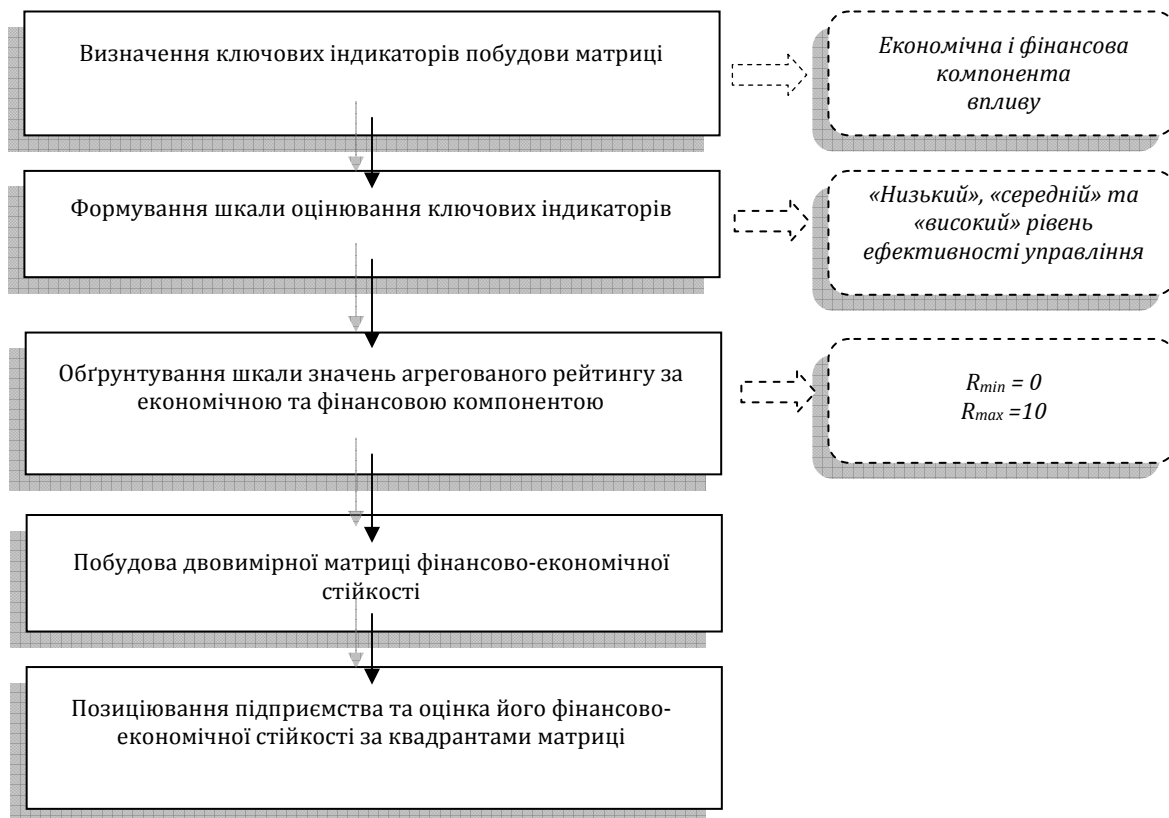 Визначення ключових індикаторів побудови матриці
Економічна і фінансова
компонента
впливу
Формування шкали оцінювання ключових індикаторів
«Низький», «середній» та
«високий» рівень
ефективності управління
Обґрунтування шкали значень агрегованого рейтингу за
економічною та фінансовою компонентою
Rmin = 0
Rmax =10
Побудова двовимірної матриці фінансово-економічної
стійкості
Позиціювання підприємства та оцінка його фінансово-
економічної стійкості за квадрантами матриці